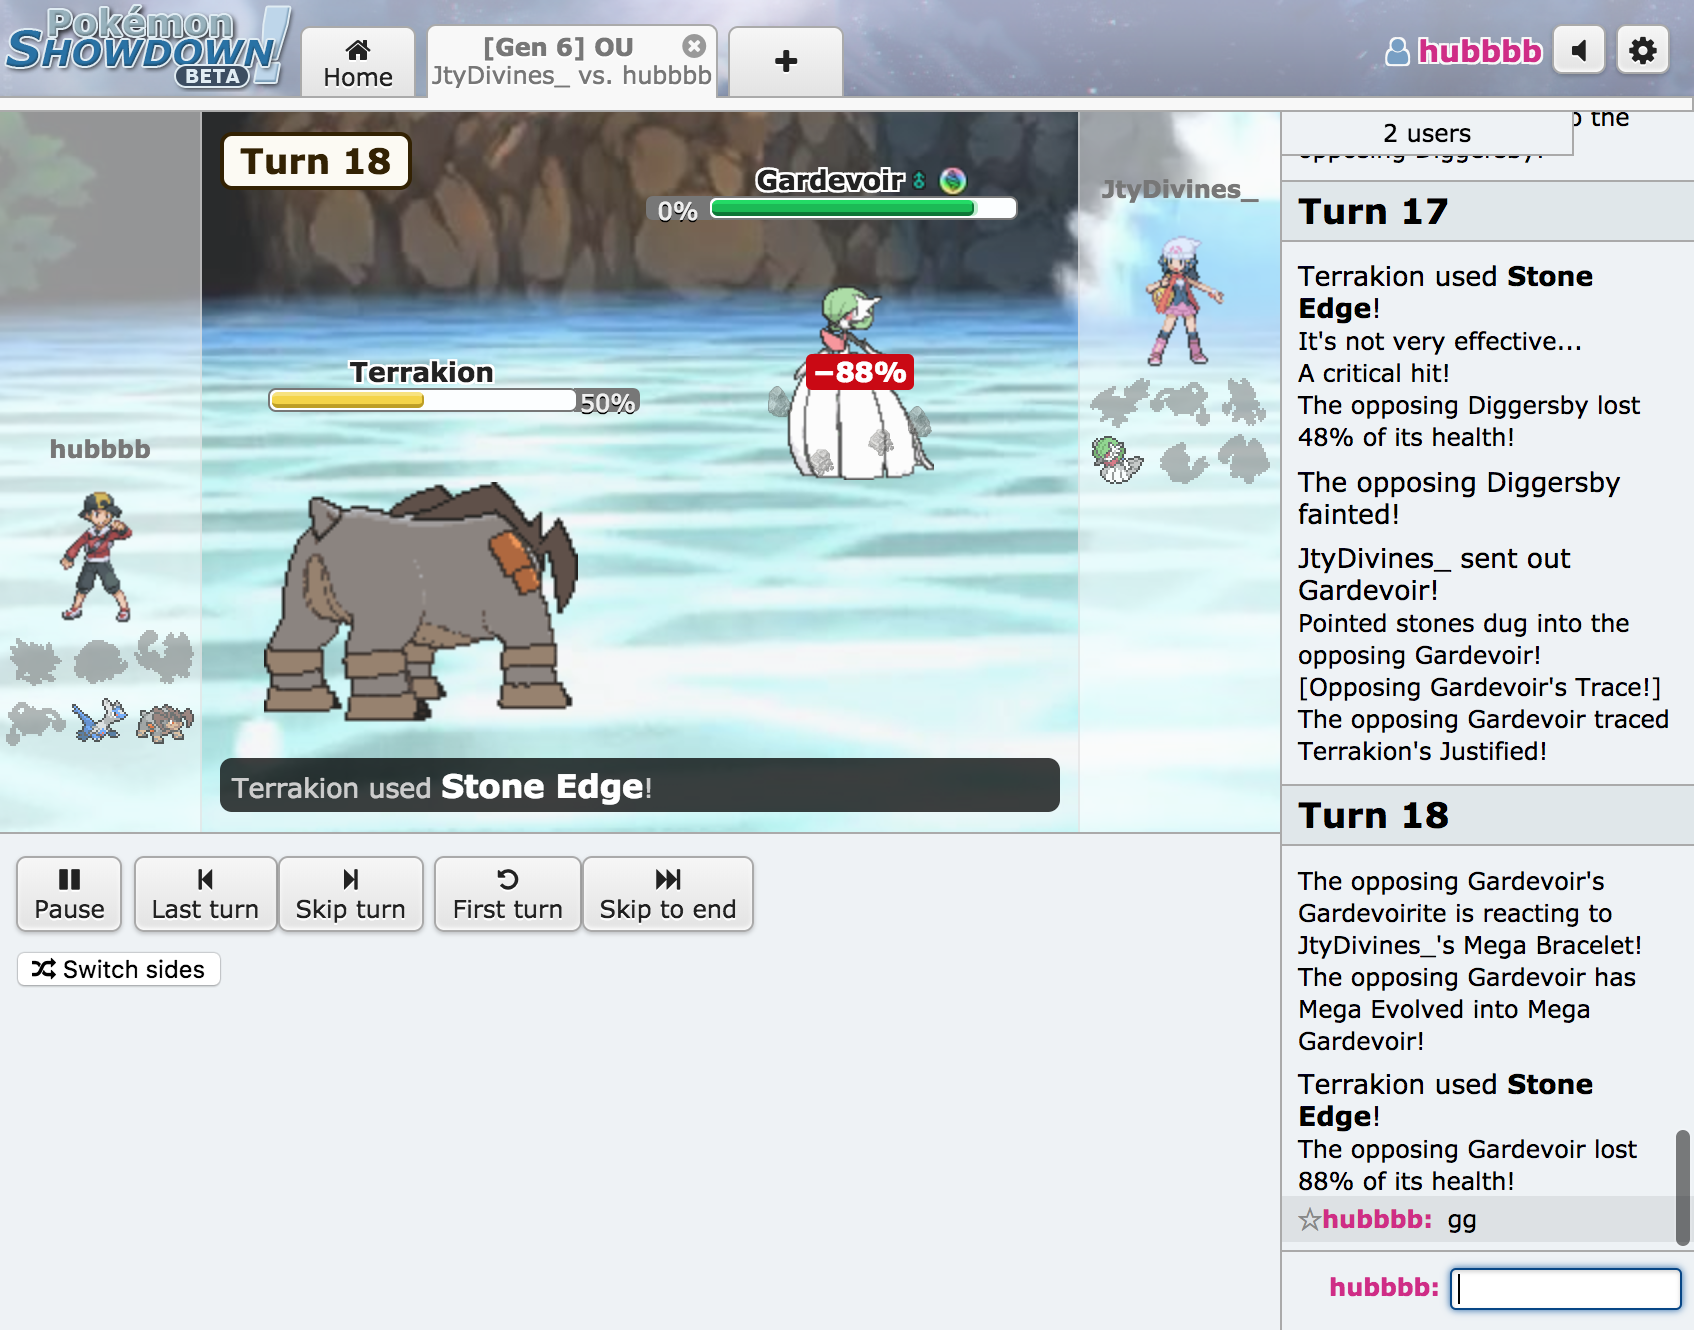 Pokémon
SHOWDOWN!
BETA
Home
[Gen 6] OU
JtyDivines_ vs. hubbbb
hubbbb
Turn 18
Gardevoir
0%
Terrakion
50%
−88%
hubbbb
JtyDivines_
Terrakion used Stone Edge!
Pause
Last turn
Skip turn
First turn
Skip to end
Switch sides
2 users
the
opposing Diggersby!
Turn 17
Terrakion used Stone
Edge!
It's not very effective...
A critical hit!
The opposing Diggersby lost
48% of its health!
The opposing Diggersby
fainted!
JtyDivines_ sent out
Gardevoir!
Pointed stones dug into the
opposing Gardevoir!
[Opposing Gardevoir's Trace!]
The opposing Gardevoir traced
Terrakion's Justified!
Turn 18
The opposing Gardevoir's
Gardevoirite is reacting to
JtyDivines_'s Mega Bracelet!
The opposing Gardevoir has
Mega Evolved into Mega
Gardevoir!
Terrakion used Stone
Edge!
The opposing Gardevoir lost
88% of its health!
☆hubbbb: gg
hubbbb: